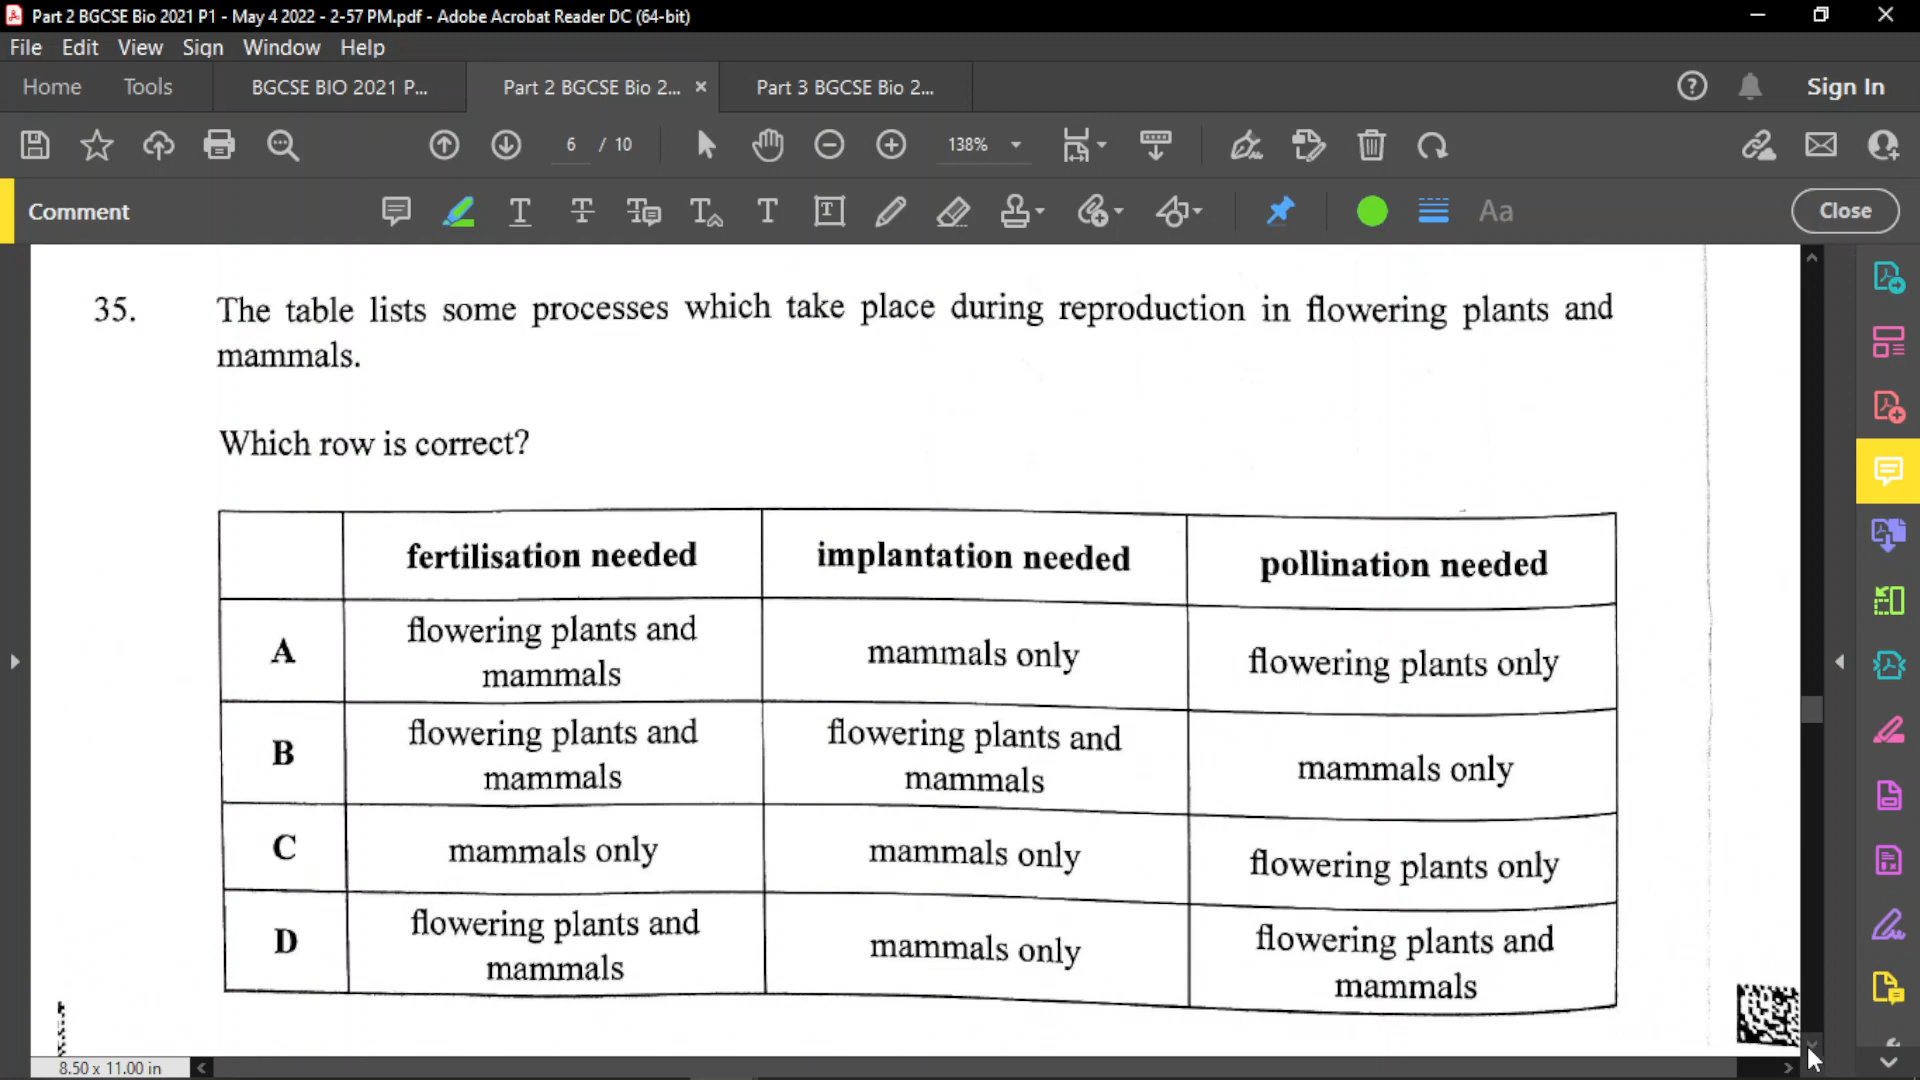 Part 2 BGCSE Bio 2021 P1 - May 4 2022 - 2-57 PM.pdf - Adobe Acrobat Reader DC (64-bit)
File Edit View Sign Window Help
Home Tools BGCSE BIO 2021 P... Part 2 BGCSE Bio 2... × Part 3 BGCSE Bio 2... Sign In
6 / 10 138%
Comment T T T T T T Aa Close
35. The table lists some processes which take place during reproduction in flowering plants and
mammals.
Which row is correct?
fertilisation needed implantation needed pollination needed
A flowering plants and mammals mammals only flowering plants only
B flowering plants and mammals flowering plants and mammals mammals only
C mammals only mammals only flowering plants only
D flowering plants and mammals mammals only flowering plants and mammals
8.50 x 11.00 in